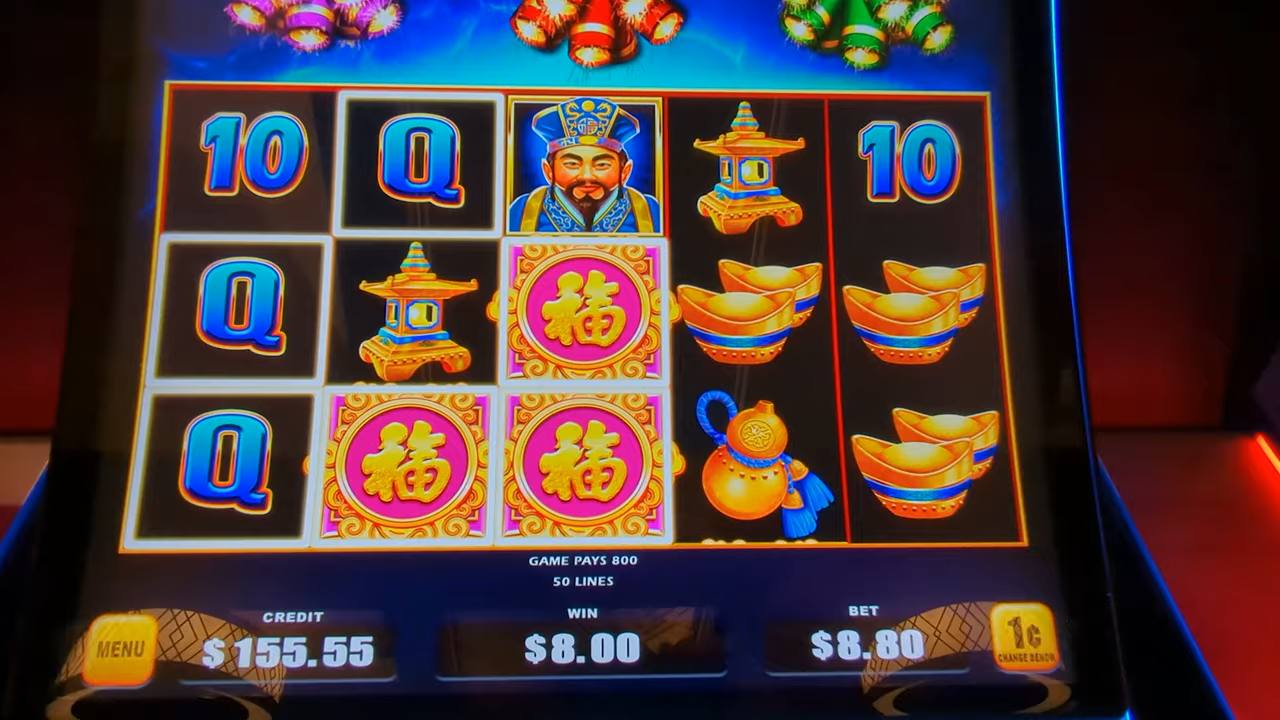 10 Q 10
Q 福
Q 福 福
GAME PAYS 800
50 LINES
CREDIT WIN BET
MENU $155.55 $8.00 $8.80 1¢
CHANGE DENOM